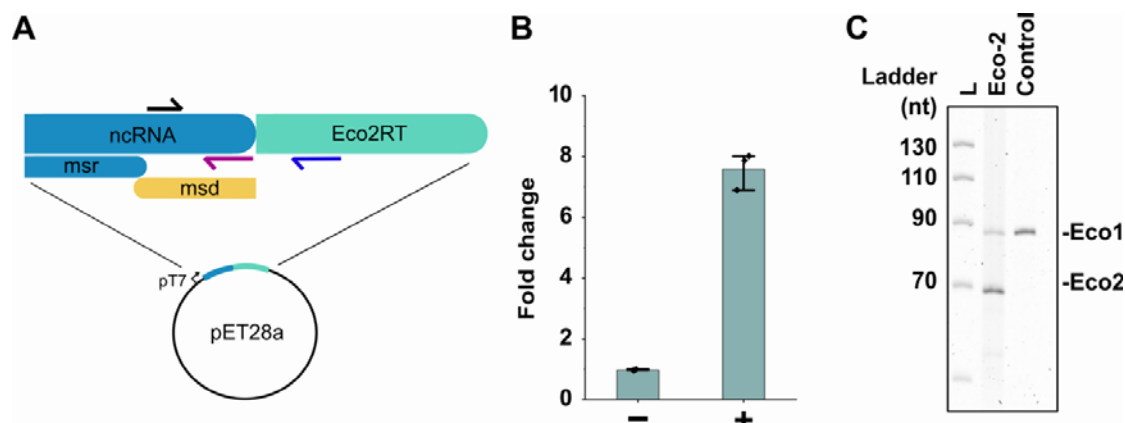 A
ncRNA
Eco2RT
msr
msd
pT7
pET28a
B
Fold change
10
8
6
4
2
0
−
+
C
Ladder
(nt)
L
Eco-2
Control
130
110
90
70
-Eco1
-Eco2